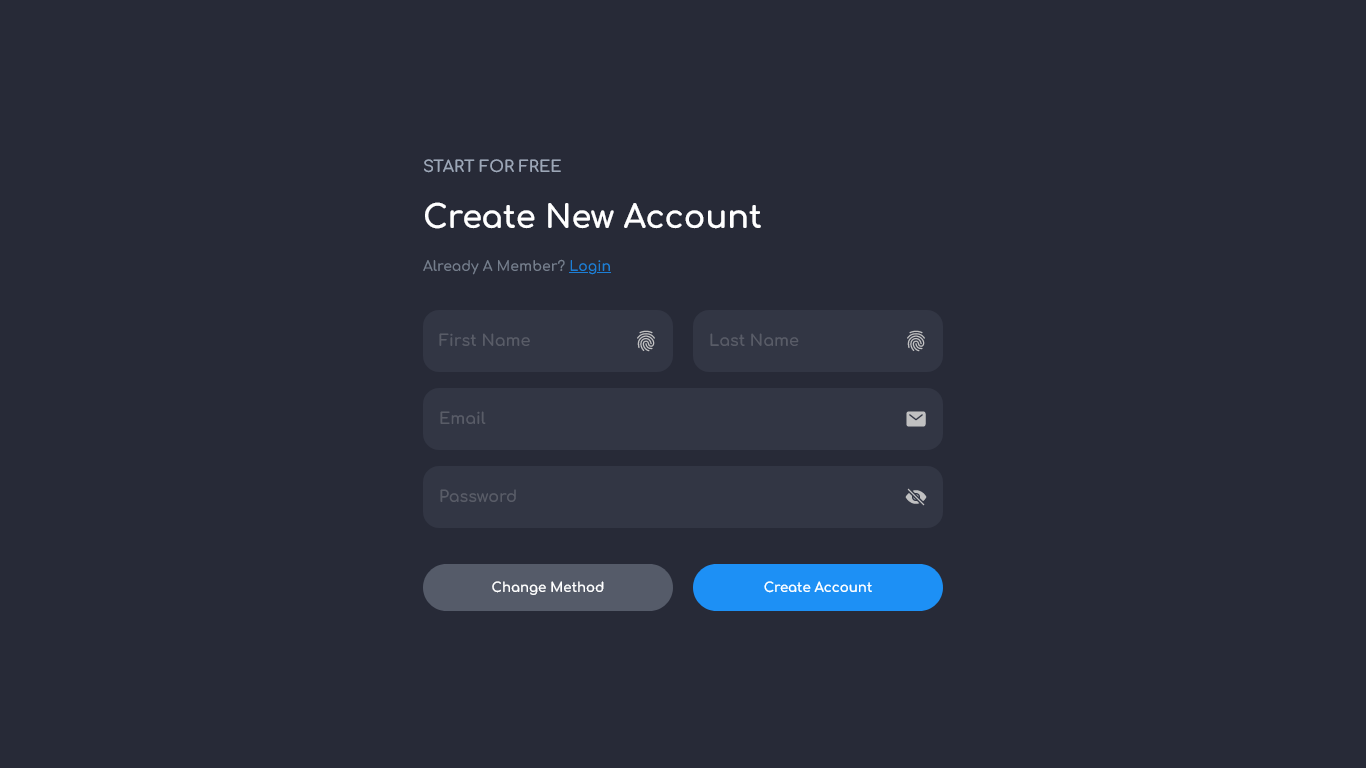 START FOR FREE
Create New Account
Already A Member? Login
First Name
Last Name
Email
Password
Change Method
Create Account